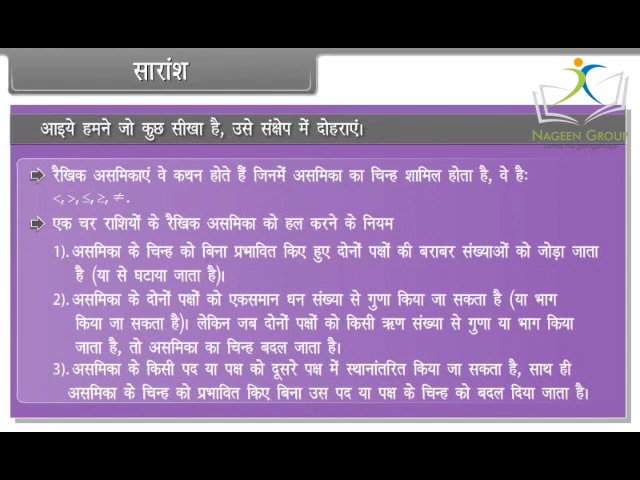 सारांश
NAGEEN GROUP
आइये हमने जो कुछ सीखा है, उसे संक्षेप में दोहराएं।
रैखिक असमिकाएं वे कथन होते हैं जिनमें असमिका का चिन्ह शामिल होता है, वे है:
<, >, ≤, ≥, ≠.
एक चर राशियों के रैखिक असमिका को हल करने के नियम
1). असमिका के चिन्ह को बिना प्रभावित किए हुए दोनों पक्षों की बराबर संख्याओं को जोड़ा जाता
है (या से घटाया जाता है)।
2). असमिका के दोनों पक्षों को एकसमान धन संख्या से गुणा किया जा सकता है (या भाग
किया जा सकता है)। लेकिन जब दोनों पक्षों को किसी ऋण संख्या से गुणा या भाग किया
जाता है, तो असमिका का चिन्ह बदल जाता है।
3). असमिका के किसी पद या पक्ष को दूसरे पक्ष में स्थानांतरित किया जा सकता है, साथ ही
असमिका के चिन्ह को प्रभावित किए बिना उस पद या पक्ष के चिन्ह को बदल दिया जाता है।